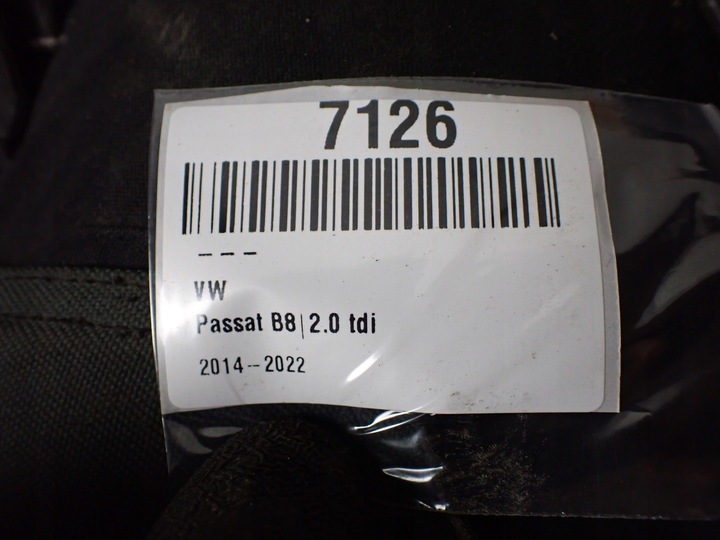 7126
– – –
VW
Passat B8|2.0 tdi
2014--2022